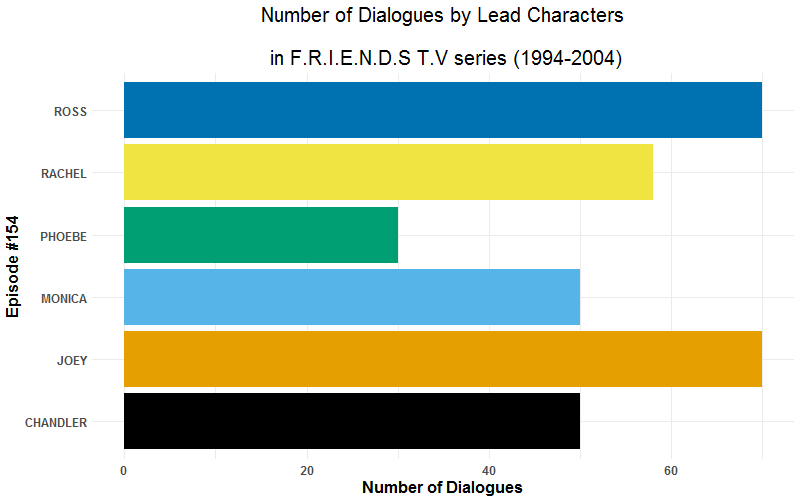 Number of Dialogues by Lead Characters
in F.R.I.E.N.D.S T.V series (1994-2004)
Episode #154
ROSS
RACHEL
PHOEBE
MONICA
JOEY
CHANDLER
0 20 40 60
Number of Dialogues